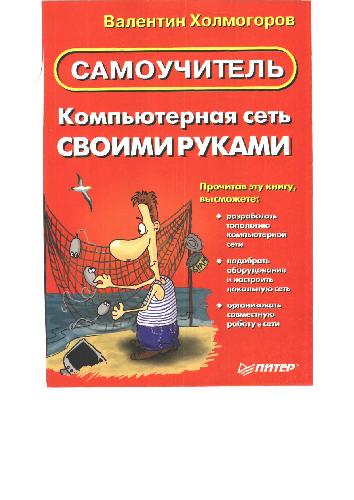 Валентин Холмогоров
САМОУЧИТЕЛЬ
Компьютерная сеть
СВОИМИ РУКАМИ
Прочитав эту книгу,
вы сможете:
разработать
топологию
компьютерной
сети
подобрать
оборудование
и настроить
локальную сеть
организовать
совместную
работу в сети
ПИТЕР